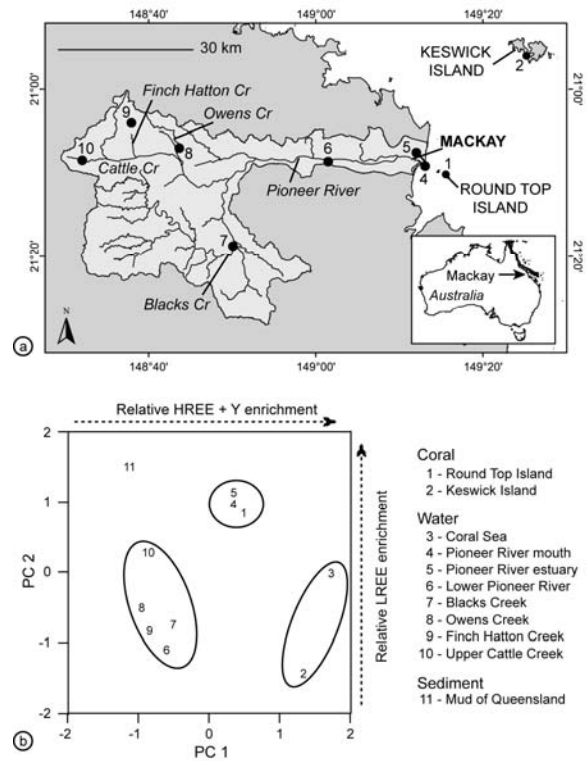 148°40'
149°00'
149°20'
30 km
KESWICK
ISLAND
2
21°00'
21°00'
Finch Hatton Cr
Owens Cr
9
10
8
Cattle Cr
6
Pioneer River
5
MACKAY
4
1
ROUND TOP
ISLAND
7
Blacks Cr
21°20'
21°20'
Mackay
Australia
N
a
148°40'
149°00'
149°20'
Relative HREE + Y enrichment
2
1
0
-1
-2
PC 2
11
5
4
1
10
8
7
9
6
3
2
Relative LREE enrichment
-2
-1
0
1
2
PC 1
b
Coral
1 - Round Top Island
2 - Keswick Island
Water
3 - Coral Sea
4 - Pioneer River mouth
5 - Pioneer River estuary
6 - Lower Pioneer River
7 - Blacks Creek
8 - Owens Creek
9 - Finch Hatton Creek
10 - Upper Cattle Creek
Sediment
11 - Mud of Queensland